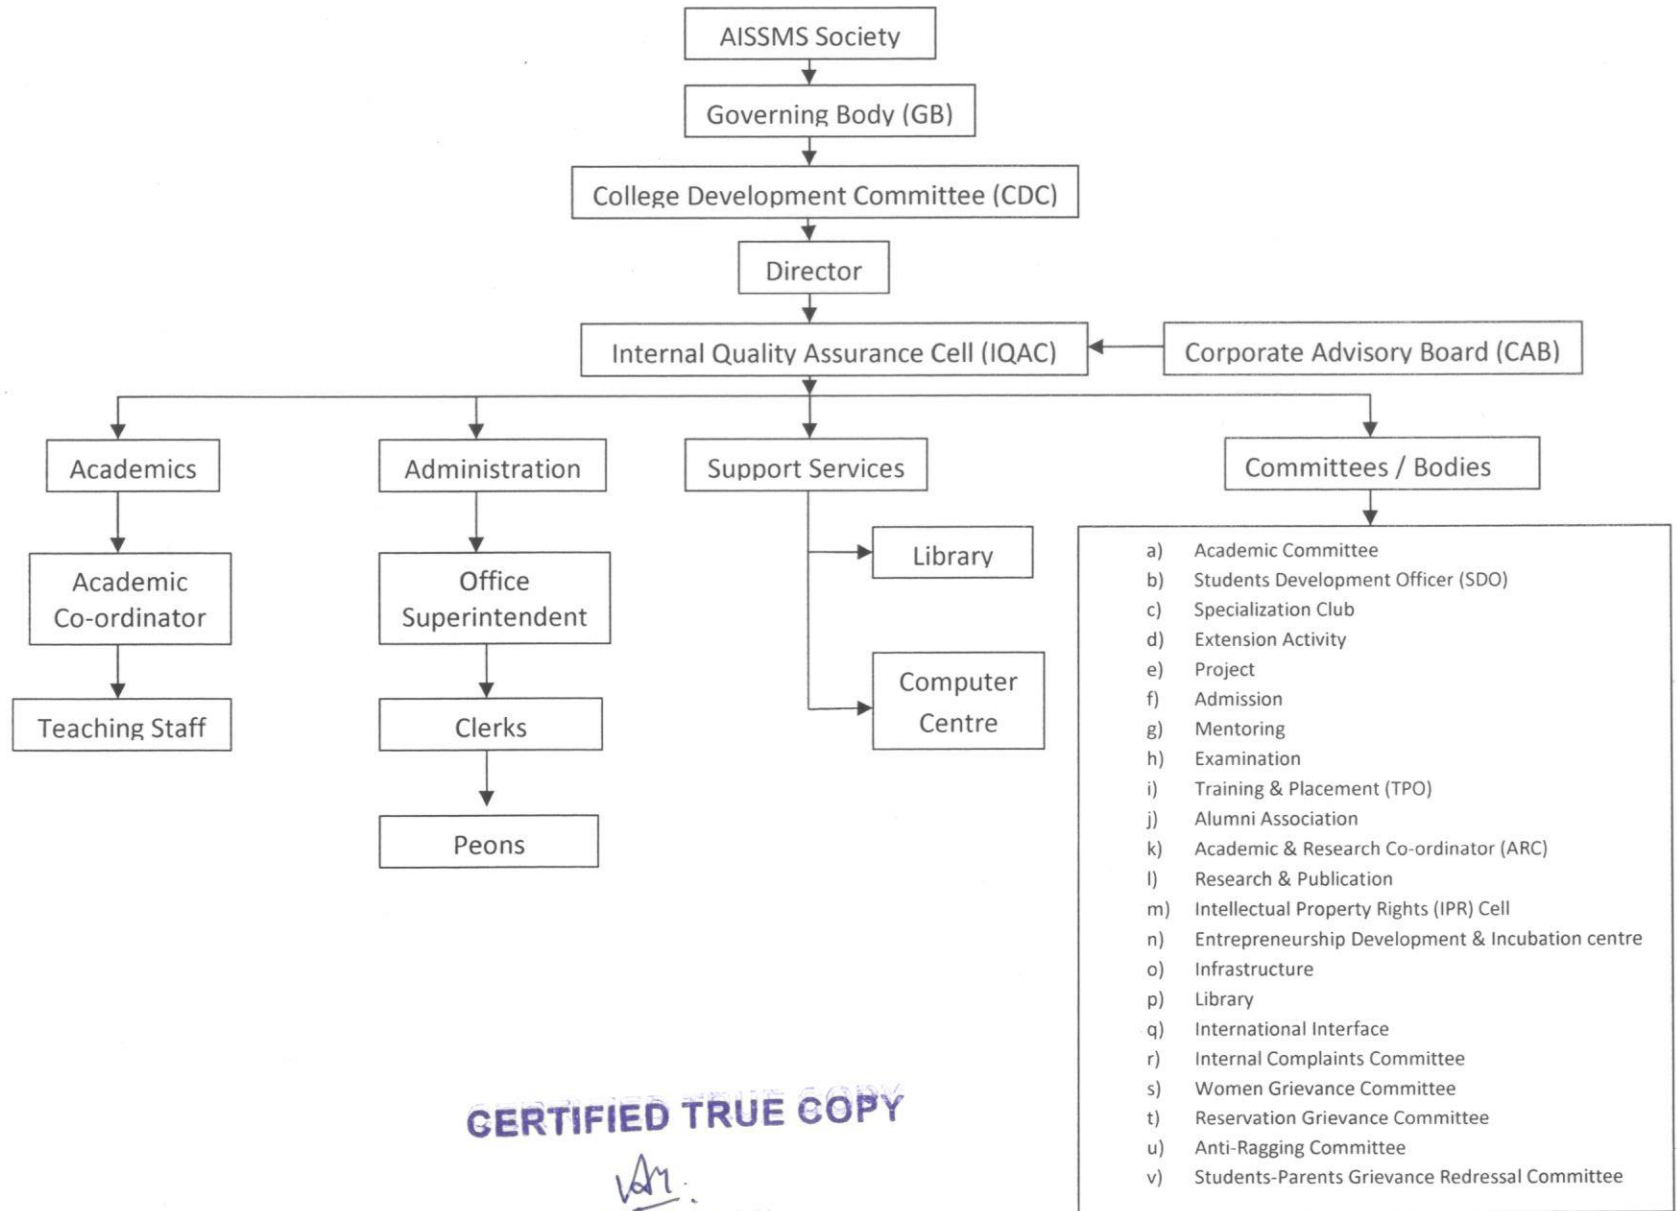 AISSMS Society
Governing Body (GB)
College Development Committee (CDC)
Director
Internal Quality Assurance Cell (IQAC)
Corporate Advisory Board (CAB)
Academics
Administration
Support Services
Committees / Bodies
Academic
Co-ordinator
Teaching Staff
Office
Superintendent
Clerks
Peons
Library
Computer
Centre
a) Academic Committee
b) Students Development Officer (SDO)
c) Specialization Club
d) Extension Activity
e) Project
f) Admission
g) Mentoring
h) Examination
i) Training & Placement (TPO)
j) Alumni Association
k) Academic & Research Co-ordinator (ARC)
l) Research & Publication
m) Intellectual Property Rights (IPR) Cell
n) Entrepreneurship Development & Incubation centre
o) Infrastructure
p) Library
q) International Interface
r) Internal Complaints Committee
s) Women Grievance Committee
t) Reservation Grievance Committee
u) Anti-Ragging Committee
v) Students-Parents Grievance Redressal Committee
CERTIFIED TRUE COPY